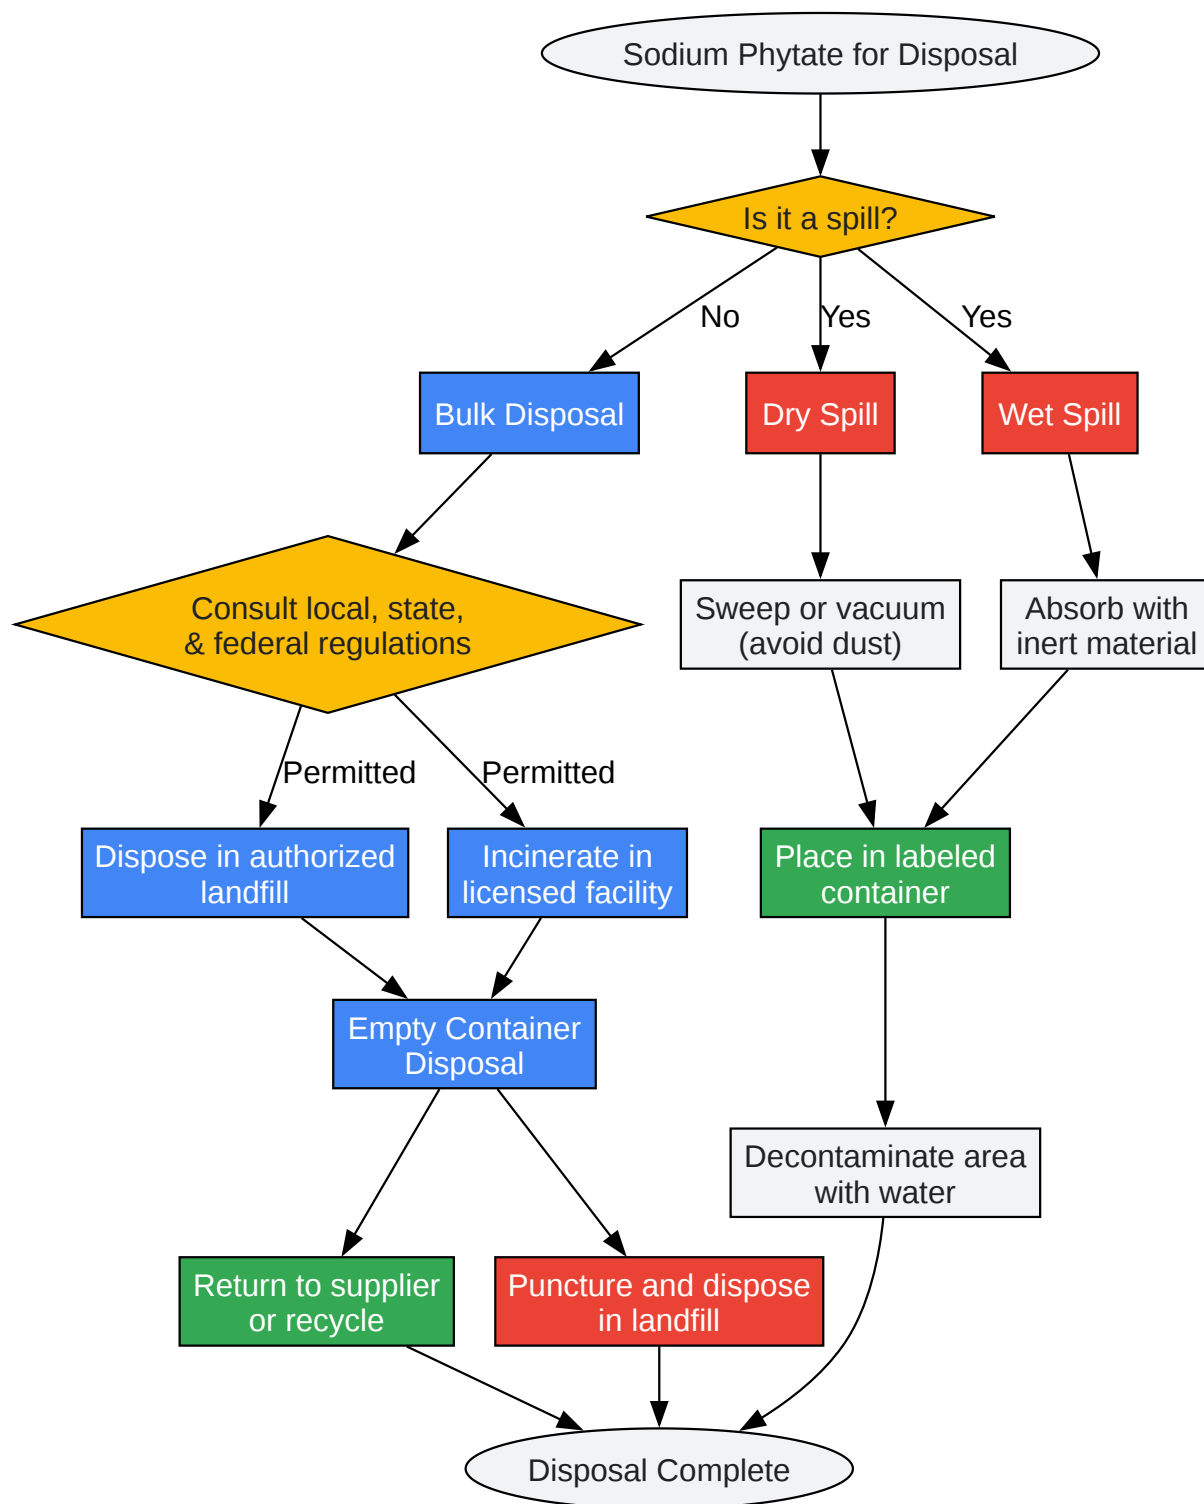 Sodium Phytate for Disposal
Is it a spill?
No
Yes
Yes
Bulk Disposal
Dry Spill
Wet Spill
Consult local, state,
& federal regulations
Sweep or vacuum
(avoid dust)
Absorb with
inert material
Permitted
Permitted
Dispose in authorized
landfill
Incinerate in
licensed facility
Place in labeled
container
Empty Container
Disposal
Decontaminate area
with water
Return to supplier
or recycle
Puncture and dispose
in landfill
Disposal Complete